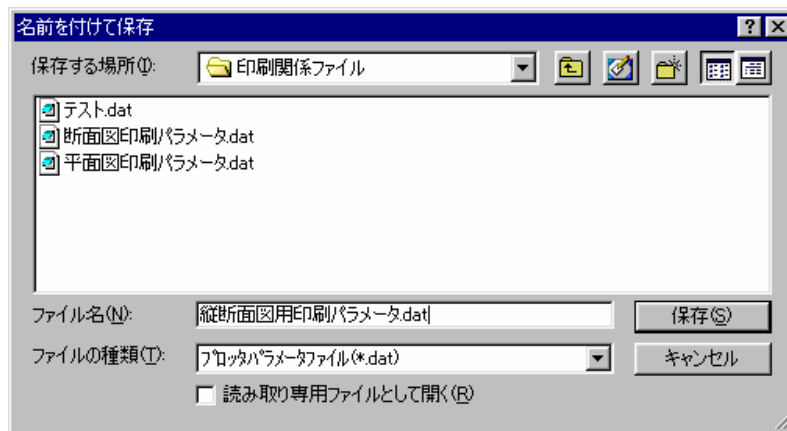 名前を付けて保存
保存する場所(I):
印刷関係ファイル
テスト.dat
断面図印刷パラメータ.dat
平面図印刷パラメータ.dat
ファイル名(N):
縦断面図用印刷パラメータ.dat
保存(S)
ファイルの種類(T):
プロッタパラメータファイル(*.dat)
キャンセル
読み取り専用ファイルとして開く(R)